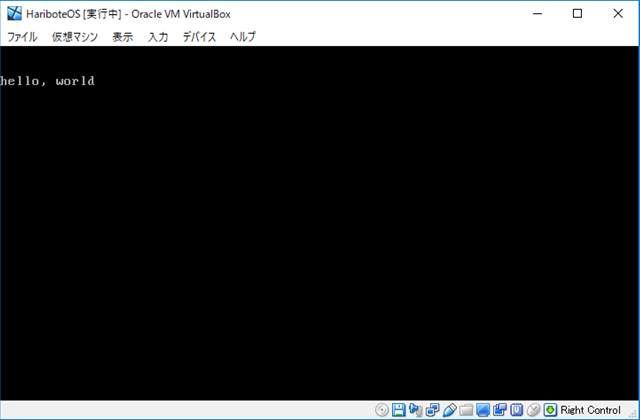 HariboteOS [実行中] - Oracle VM VirtualBox
ファイル 仮想マシン 表示 入力 デバイス ヘルプ
hello, world
Right Control